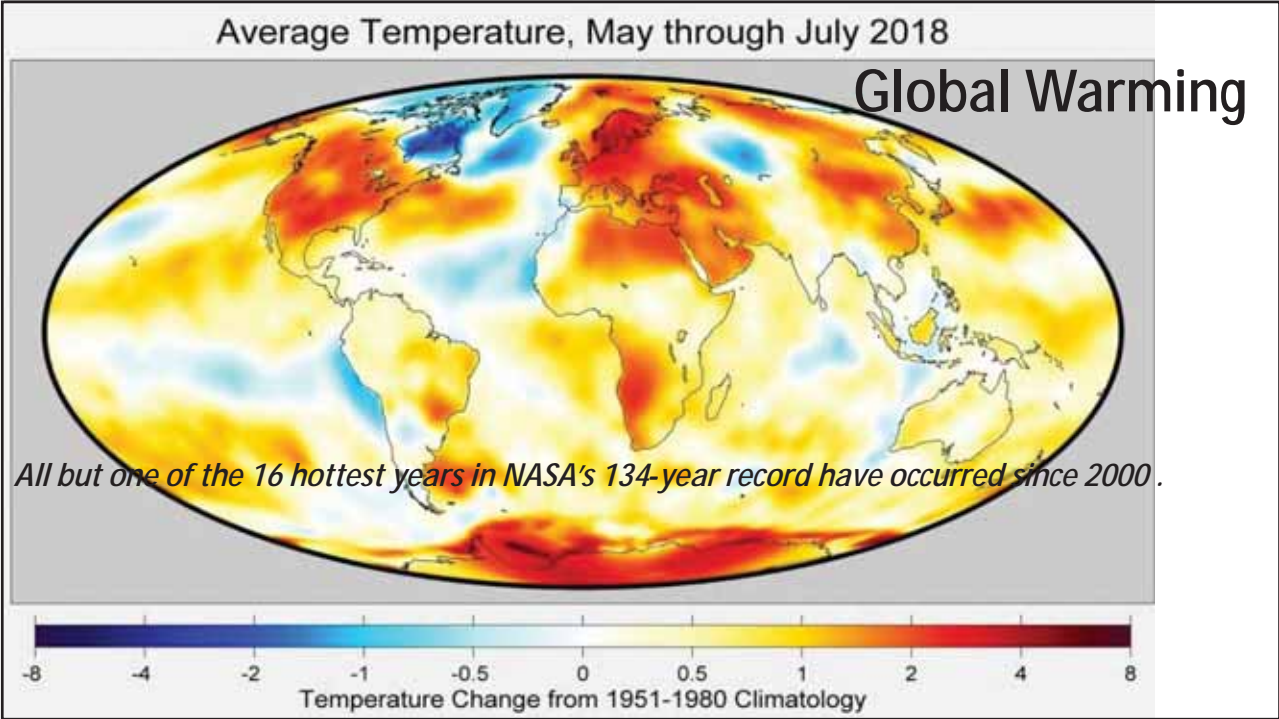 Average Temperature, May through July 2018
Global Warming
All but one of the 16 hottest years in NASA's 134-year record have occurred since 2000 .
-8 -4 -2 -1 -0.5 0 0.5 1 2 4 8
Temperature Change from 1951-1980 Climatology